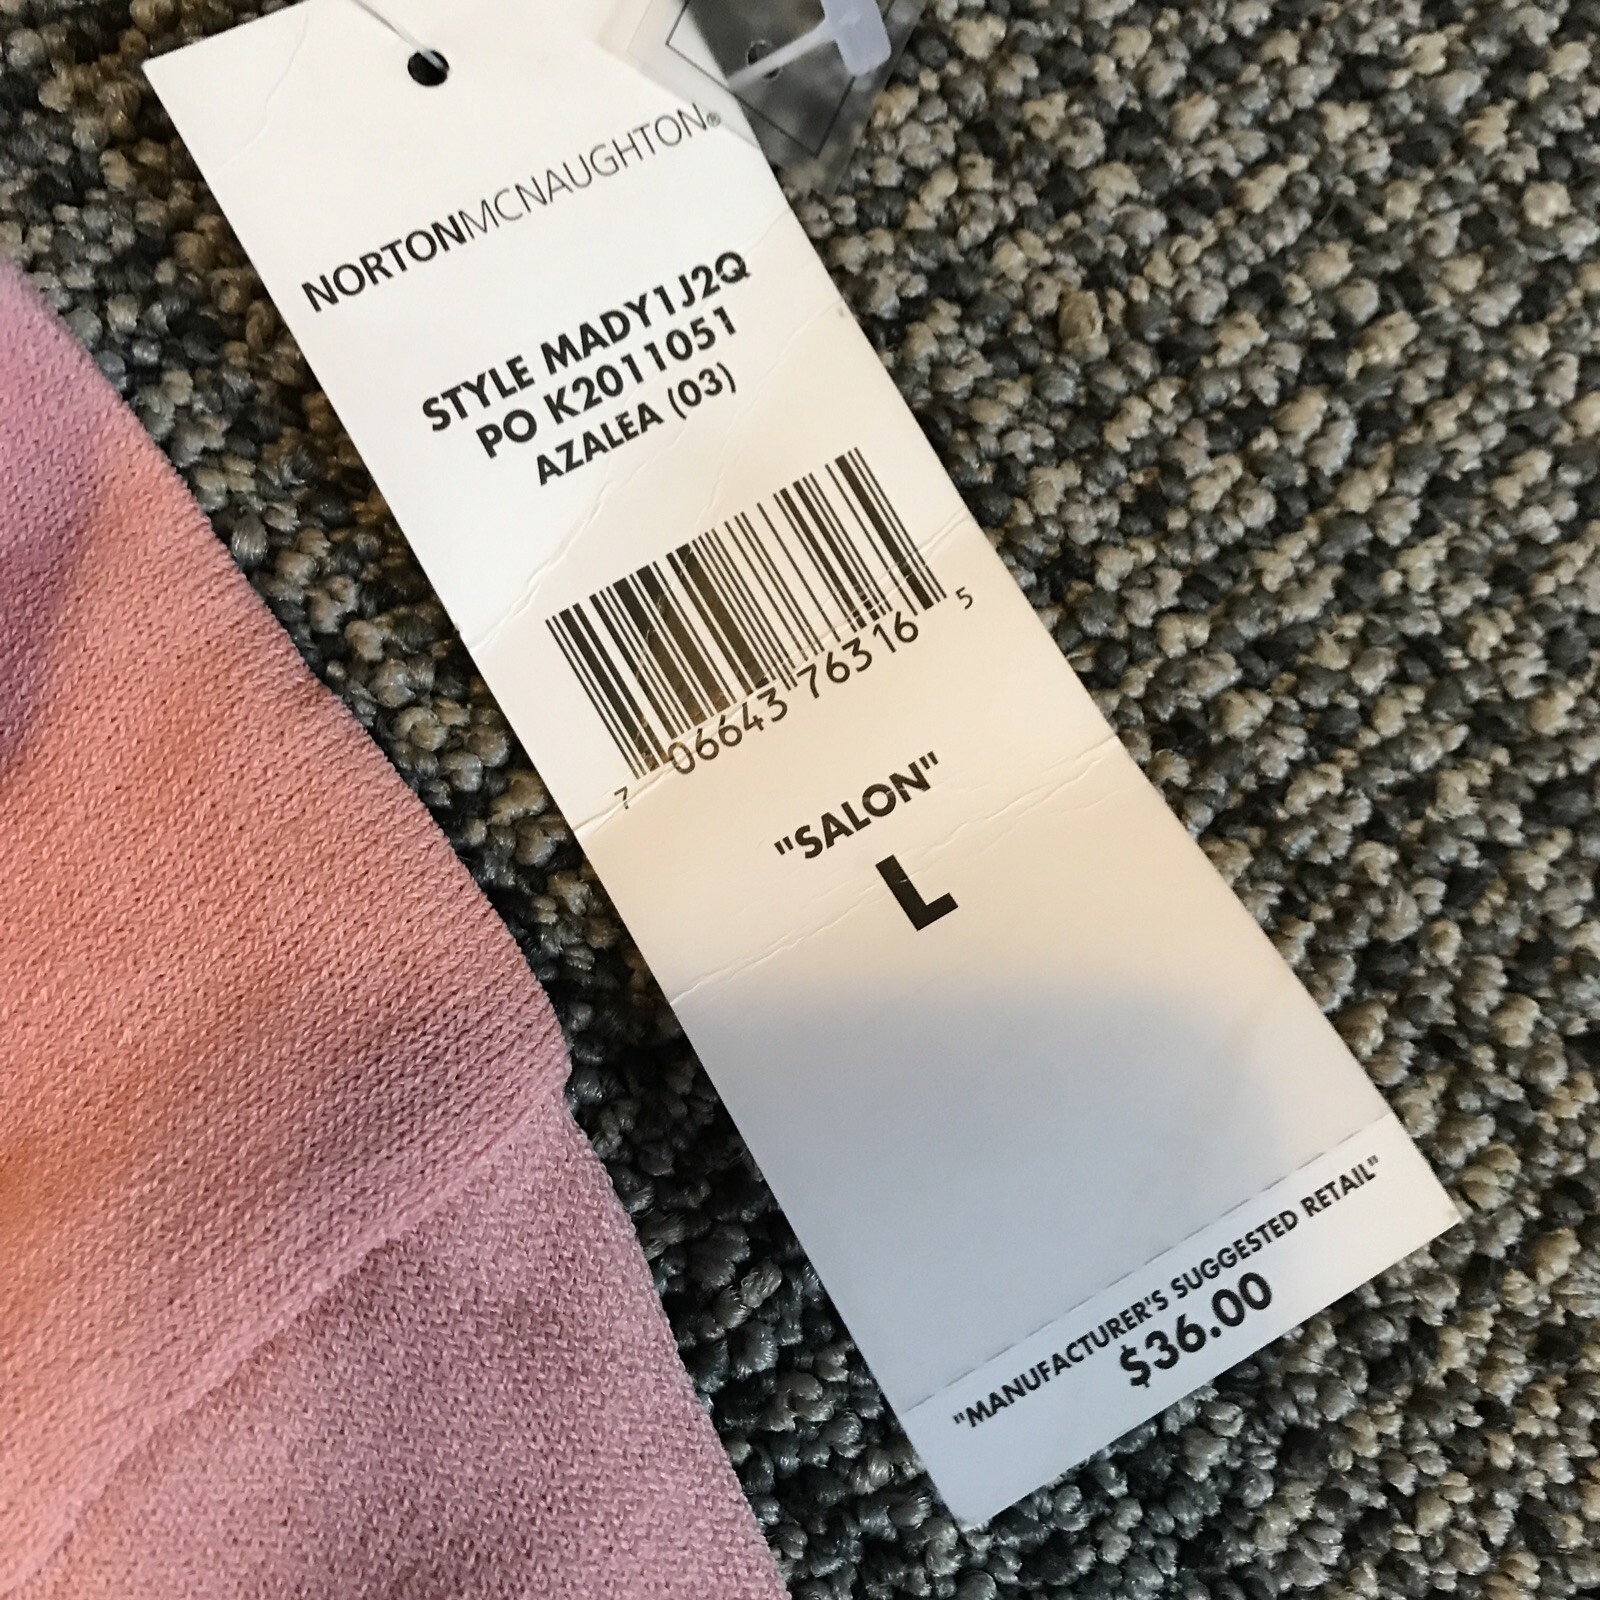 NORTONMCNAUGHTON®
STYLE MADY1J2Q
PO K2011051
AZALEA (03)
7 06643 76316 5
"SALON"
L
"MANUFACTURER'S SUGGESTED RETAIL"
$36.00